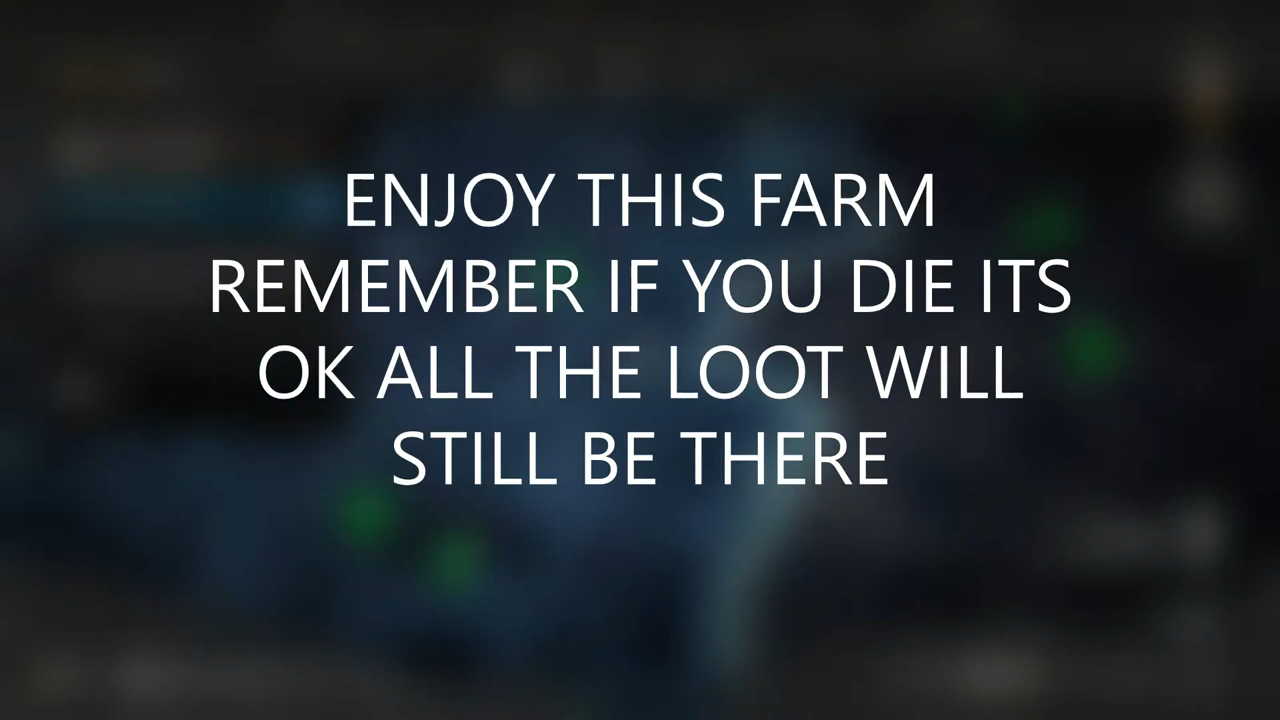 ENJOY THIS FARM
REMEMBER IF YOU DIE ITS
OK ALL THE LOOT WILL
STILL BE THERE